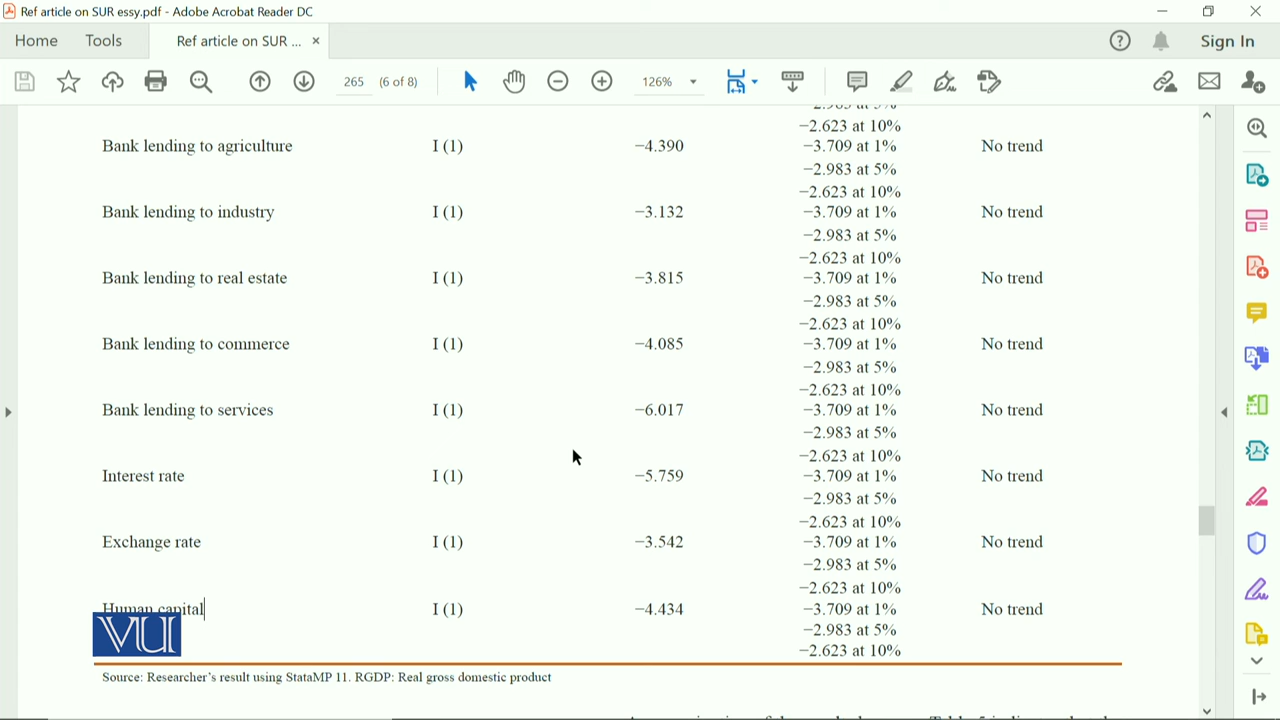 Ref article on SUR essy.pdf - Adobe Acrobat Reader DC
Home Tools Ref article on SUR ... × Sign In
265 (6 of 8) 126%
−2.623 at 10%
Bank lending to agriculture I (1) −4.390 −3.709 at 1% No trend
−2.983 at 5%
−2.623 at 10%
Bank lending to industry I (1) −3.132 −3.709 at 1% No trend
−2.983 at 5%
−2.623 at 10%
Bank lending to real estate I (1) −3.815 −3.709 at 1% No trend
−2.983 at 5%
−2.623 at 10%
Bank lending to commerce I (1) −4.085 −3.709 at 1% No trend
−2.983 at 5%
−2.623 at 10%
Bank lending to services I (1) −6.017 −3.709 at 1% No trend
−2.983 at 5%
−2.623 at 10%
Interest rate I (1) −5.759 −3.709 at 1% No trend
−2.983 at 5%
−2.623 at 10%
Exchange rate I (1) −3.542 −3.709 at 1% No trend
−2.983 at 5%
−2.623 at 10%
Human capital I (1) −4.434 −3.709 at 1% No trend
VU
−2.983 at 5%
−2.623 at 10%
Source: Researcher's result using StataMP 11. RGDP: Real gross domestic product